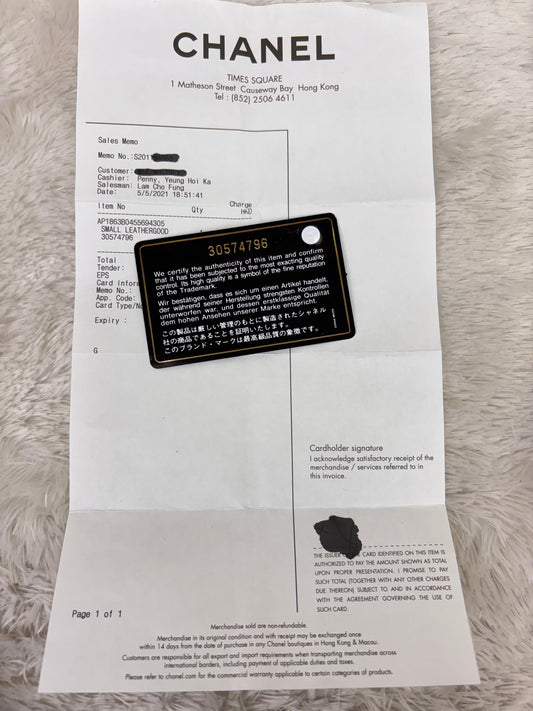 CHANEL
TIMES SQUARE
1 Matheson Street Causeway Bay Hong Kong
Tel : (852) 2506 4611
Sales Memo
Memo No.:S2011
Customer:
Cashier: Penny, Yeung Hoi Ka
Salesman: Lam Cho Fung
Date: 5/5/2021 18:51:41
Item No Qty Charge
HKD
AP1863B0455694305
SMALL LEATHERGOOD
30574796
Total
Tender:
EPS
Card Infor
Memo No.:
App. Code:
Card Type/N
Expiry :
G
30574796
We certify the authenticity of this item and confirm
that it has been subjected to the most exacting quality
control. Its high quality is a symbol of the fine reputation
of the Trademark.
Wir bestätigen, dass es sich um einen Artikel handelt,
der während seiner Herstellung strengsten Kontrollen
unterworfen war, und dessen erstklassige Qualität
dem hohen Ansehen unserer Marke entspricht.
この製品は厳しい管理のもとに製造されたシャネル
社の商品であることを証明いたします。
このブランド・マークは最高級品質の象徴です。
Cardholder signature
I acknowledge satisfactory receipt of the
merchandise / services referred to in
this invoice.
THE ISSUER CARD IDENTIFIED ON THIS ITEM IS
AUTHORIZED TO PAY THE AMOUNT SHOWN AS TOTAL
UPON PROPER PRESENTATION. I PROMISE TO PAY
SUCH TOTAL (TOGETHER WITH ANY OTHER CHARGES
DUE THEREON) SUBJECT TO AND IN ACCORDANCE
WITH THE AGREEMENT GOVERNING THE USE OF
SUCH CARD.
Page 1 of 1
Merchandise sold are non-refundable.
Merchandise in its original condition and with receipt may be exchanged once
within 14 days from the date of purchase in any Chanel boutiques in Hong Kong & Macau.
Customers are responsible for all export and import requirements when transporting merchandise across
international borders, including payment of applicable duties and taxes.
Please refer to chanel.com for the commercial warranty applicable to certain categories of products.